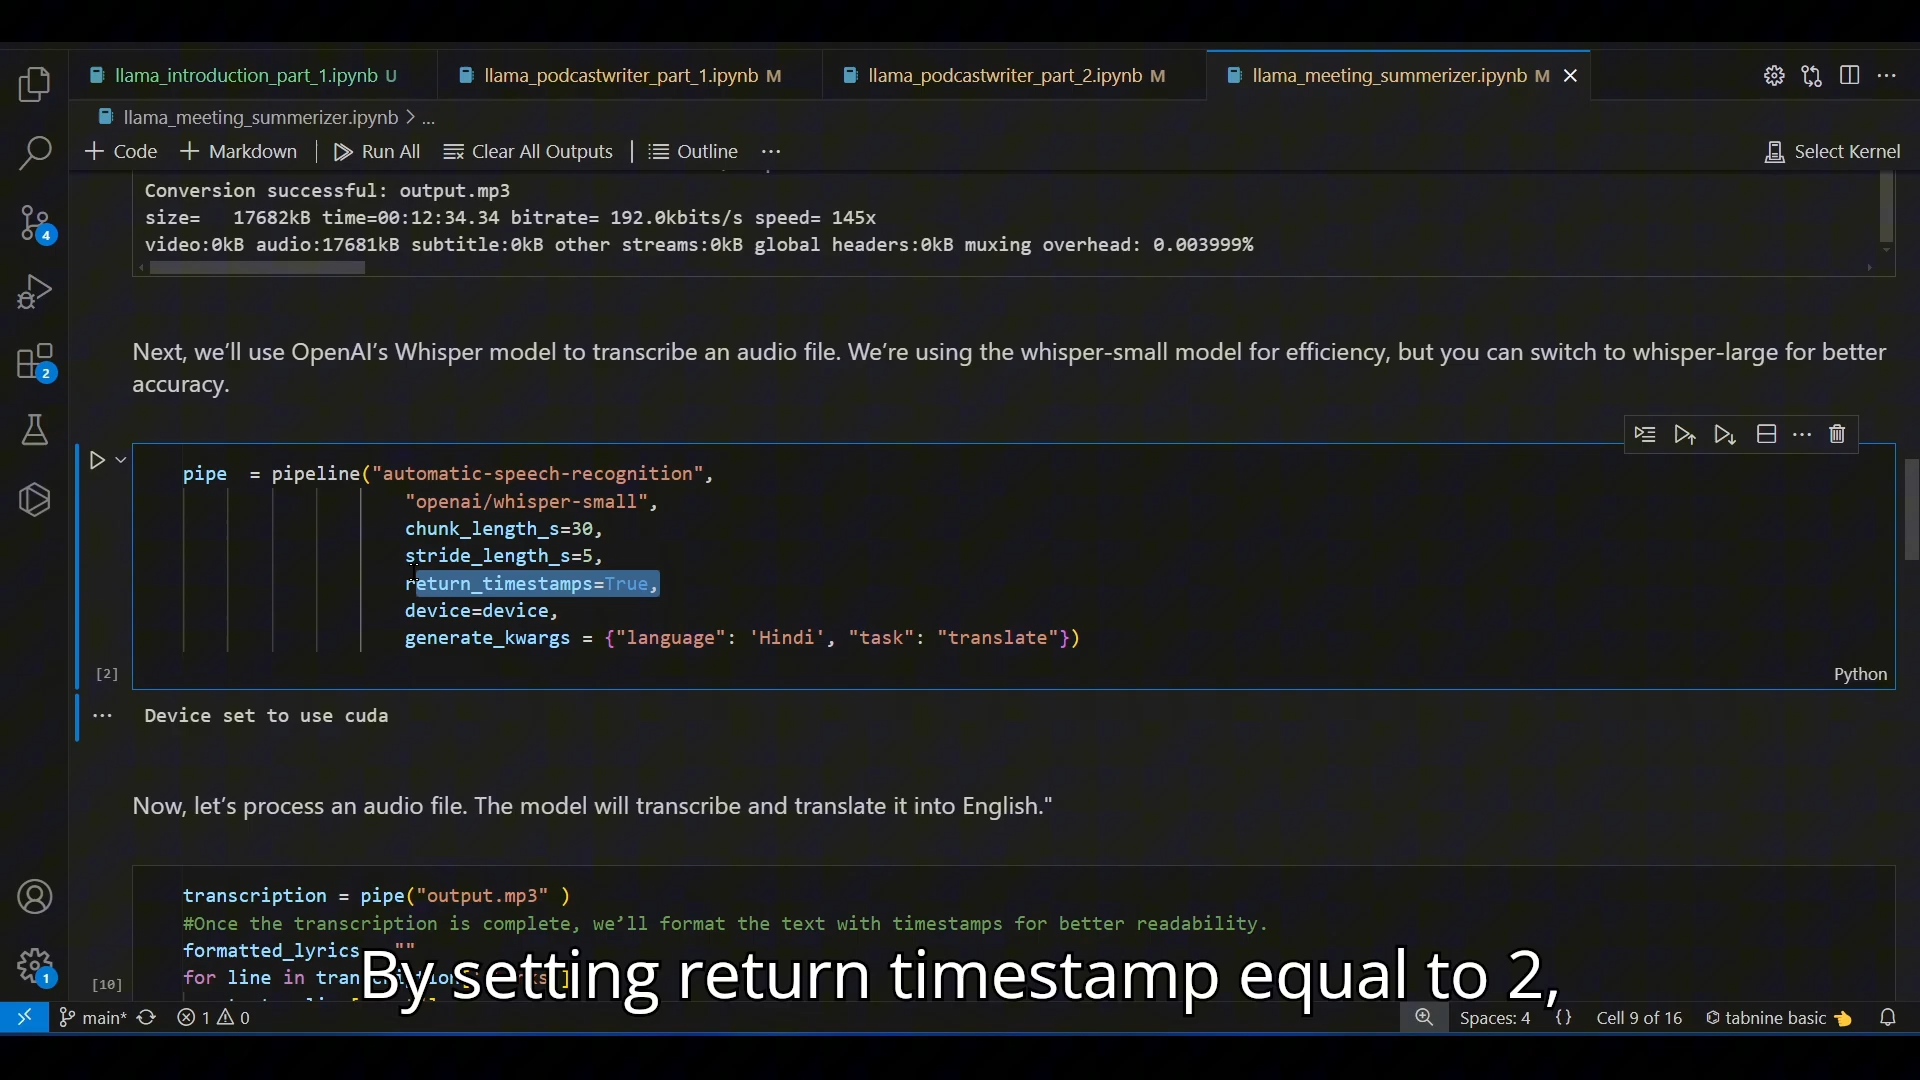 llama_introduction_part_1.ipynb U
llama_podcastwriter_part_1.ipynb M
llama_podcastwriter_part_2.ipynb M
llama_meeting_summerizer.ipynb M
llama_meeting_summerizer.ipynb > ...
Code
Markdown
Run All
Clear All Outputs
Outline
...
Select Kernel
Conversion successful: output.mp3
size= 17682kB time=00:12:34.34 bitrate= 192.0kbits/s speed= 145x
video:0kB audio:17681kB subtitle:0kB other streams:0kB global headers:0kB muxing overhead: 0.003999%
Next, we’ll use OpenAI’s Whisper model to transcribe an audio file. We’re using the whisper-small model for efficiency, but you can switch to whisper-large for better
accuracy.
pipe = pipeline("automatic-speech-recognition",
"openai/whisper-small",
chunk_length_s=30,
stride_length_s=5,
return_timestamps=True,
device=device,
generate_kwargs = {"language": 'Hindi', "task": "translate"})
[2]
Python
... Device set to use cuda
Now, let’s process an audio file. The model will transcribe and translate it into English."
transcription = pipe("output.mp3" )
#Once the transcription is complete, we’ll format the text with timestamps for better readability.
formatted_lyrics ""
for line in
[10]
By setting return timestamp equal to 2,
4
2
1
main*
1 0
Spaces: 4
{}
Cell 9 of 16
tabnine basic